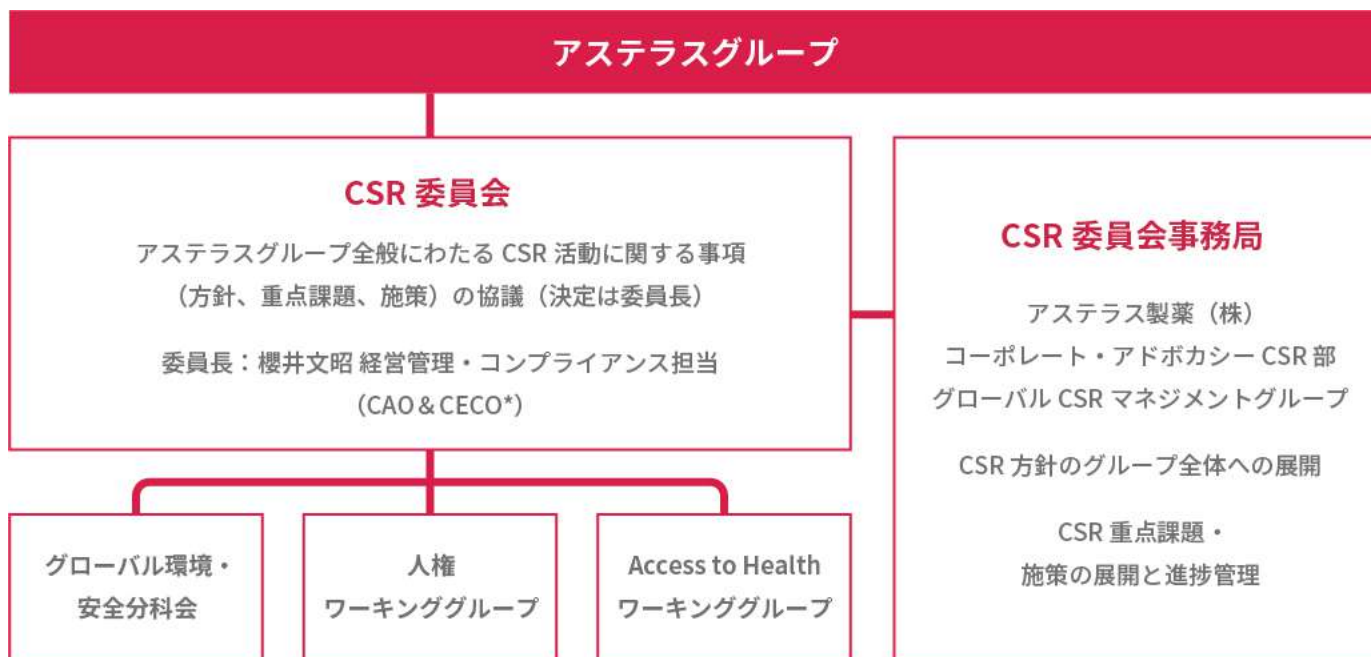 アステラスグループ
CSR 委員会
アステラスグループ全般にわたる CSR 活動に関する事項
（方針、重点課題、施策）の協議（決定は委員長）
委員長：櫻井文昭 経営管理・コンプライアンス担当
（CAO＆CECO*）
CSR 委員会事務局
アステラス製薬（株）
コーポレート・アドボカシー CSR 部
グローバル CSR マネジメントグループ
CSR 方針のグループ全体への展開
CSR 重点課題・
施策の展開と進捗管理
グローバル環境・
安全分科会
人権
ワーキンググループ
Access to Health
ワーキンググループ